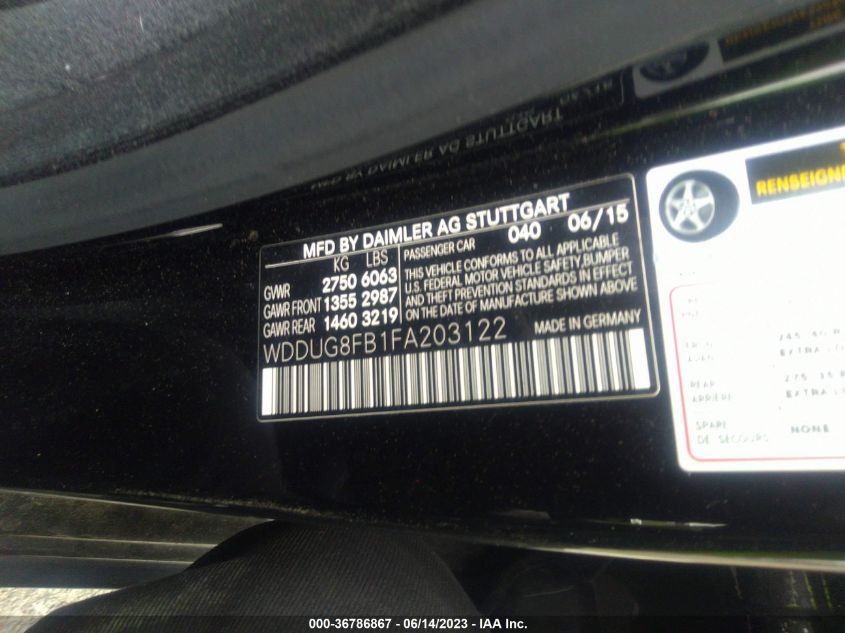 MFD BY DAIMLER AG STUTTGART
PASSENGER CAR 040 06/15
KG LBS
GVWR 2750 6063
GAWR FRONT 1355 2987
GAWR REAR 1460 3219
THIS VEHICLE CONFORMS TO ALL APPLICABLE
U.S. FEDERAL MOTOR VEHICLE SAFETY, BUMPER
AND THEFT PREVENTION STANDARDS IN EFFECT
ON THE DATE OF MANUFACTURE SHOWN ABOVE
WDDUG8FB1FA203122
MADE IN GERMANY
REAR
SPARE
DE SECOURS NONE
000-36786867 - 06/14/2023 - IAA Inc.